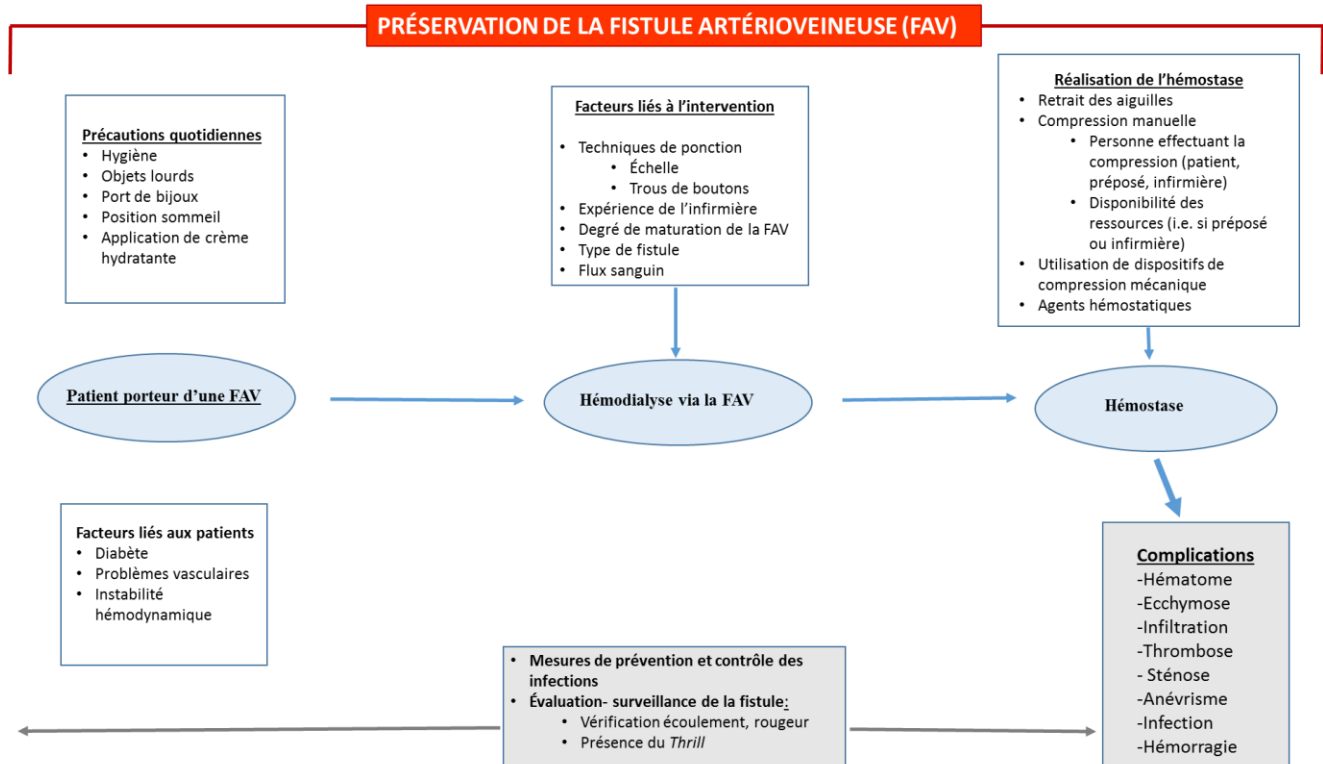 PRÉSERVATION DE LA FISTULE ARTÉRIOVEINEUSE (FAV)
Précautions quotidiennes
• Hygiène
• Objets lourds
• Port de bijoux
• Position sommeil
• Application de crème
hydratante
Facteurs liés à l'intervention
• Techniques de ponction
• Échelle
• Trous de boutons
• Expérience de l'infirmière
• Degré de maturation de la FAV
• Type de fistule
• Flux sanguin
Réalisation de l'hémostase
• Retrait des aiguilles
• Compression manuelle
• Personne effectuant la
compression (patient,
préposé, infirmière)
• Disponibilité des
ressources (i.e. si préposé
ou infirmière)
• Utilisation de dispositifs de
compression mécanique
• Agents hémostatiques
Patient porteur d'une FAV
Hémodialyse via la FAV
Hémostase
Facteurs liés aux patients
• Diabète
• Problèmes vasculaires
• Instabilité
hémodynamique
• Mesures de prévention et contrôle des
infections
• Évaluation- surveillance de la fistule:
• Vérification écoulement, rougeur
• Présence du Thrill
Complications
-Hématome
-Ecchymose
-Infiltration
-Thrombose
- Sténose
-Anévrisme
-Infection
-Hémorragie